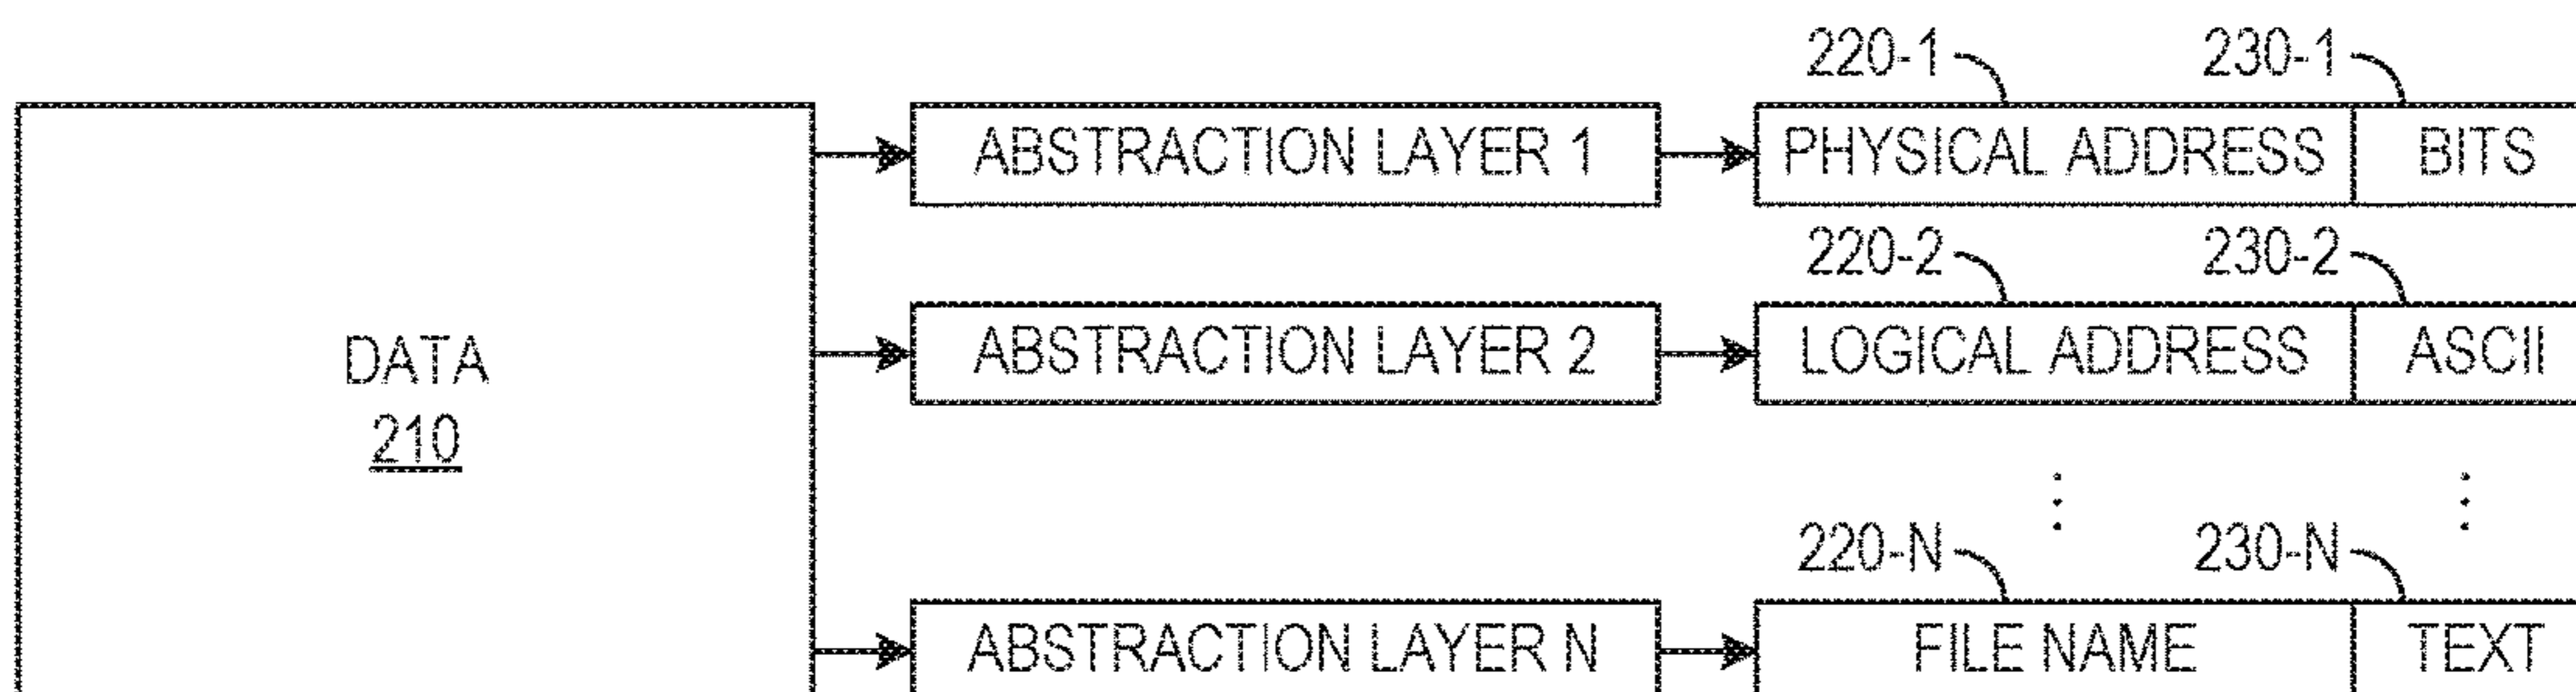 220-1 230-1
ABSTRACTION LAYER 1 PHYSICAL ADDRESS BITS
220-2 230-2
DATA ABSTRACTION LAYER 2 LOGICAL ADDRESS ASCII
210
220-N 230-N
ABSTRACTION LAYER N FILE NAME TEXT